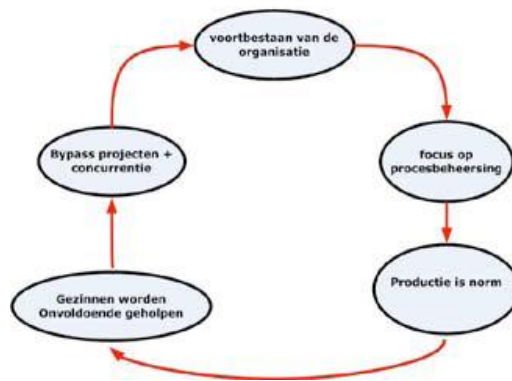 voortbestaan van de
organisatie
focus op
procesbeheersing
Productie is norm
Gezinnen worden
Onvoldoende geholpen
Bypass projecten +
concurrentie